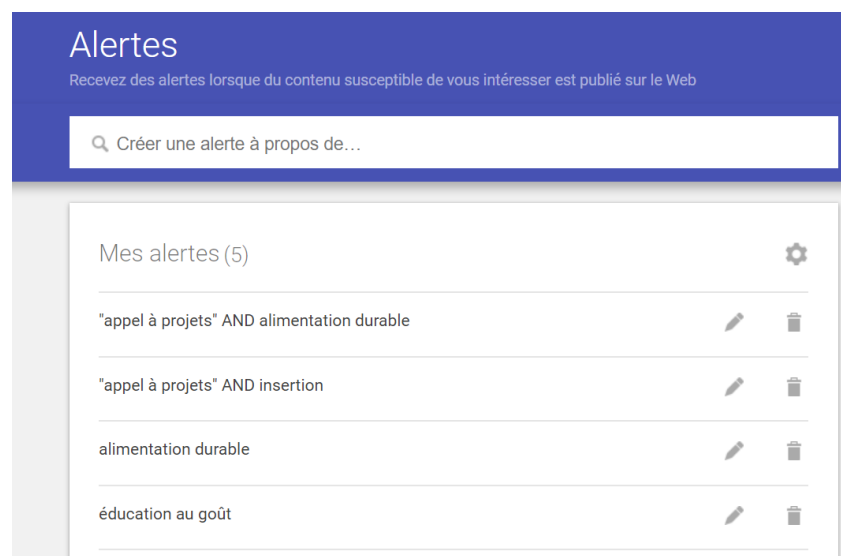 Alertes
Recevez des alertes lorsque du contenu susceptible de vous intéresser est publié sur le Web
Créer une alerte à propos de…
Mes alertes (5)
"appel à projets" AND alimentation durable
"appel à projets" AND insertion
alimentation durable
éducation au goût